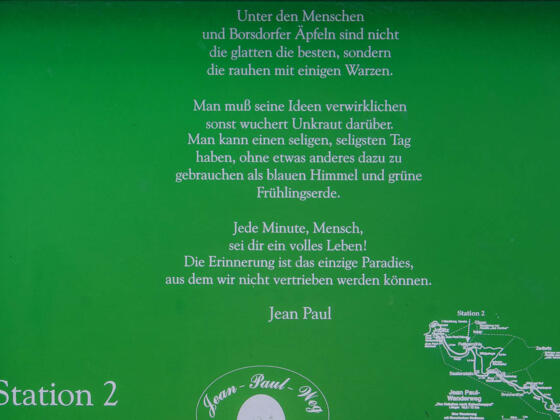 Unter den Menschen
und Borsdorfer Äpfeln sind nicht
die glatten die besten, sondern
die rauhen mit einigen Warzen.
Man muß seine Ideen verwirklichen
sonst wuchert Unkraut darüber.
Man kann einen seligen, seligsten Tag
haben, ohne etwas anderes dazu zu
gebrauchen als blauen Himmel und grüne
Frühlingserde.
Jede Minute, Mensch,
sei dir ein volles Leben!
Die Erinnerung ist das einzige Paradies,
aus dem wir nicht vertrieben werden können.
Jean Paul
Station 2
Jean-Paul-Weg
Station 2
Jean Paul
Wanderweg